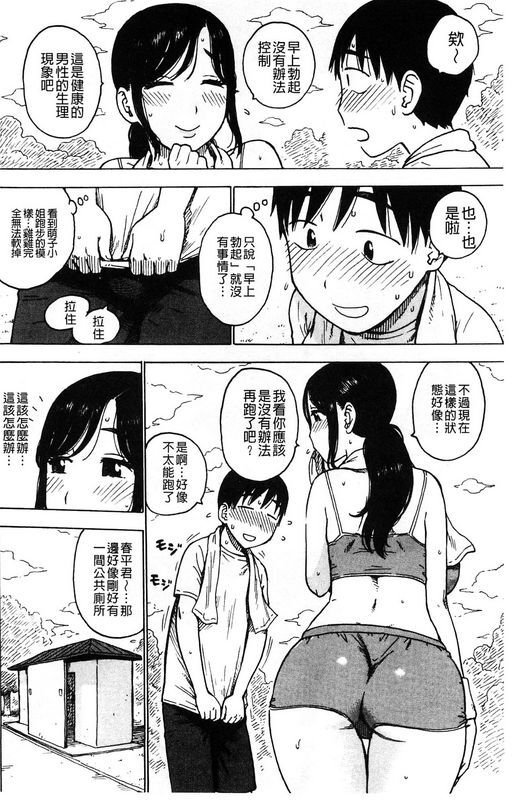 欸~
早上勃起
沒有辦法
控制
這是健康的
男性的生理
現象吧
也…也
是啦
只說「早上
勃起」就沒
有事情了…
看到萌子小
姐跑步的模
樣…雞雞完
全無法軟掉
拉住
拉住
不過現在
這樣的狀
態好像…
我看你應該
是沒有辦法
再跑了吧?
是啊…好像
不太能跑了
モジ
モジ
這該怎麼辦…
這該怎麼辦…
春平君…那
邊好像剛好有
一間公共廁所